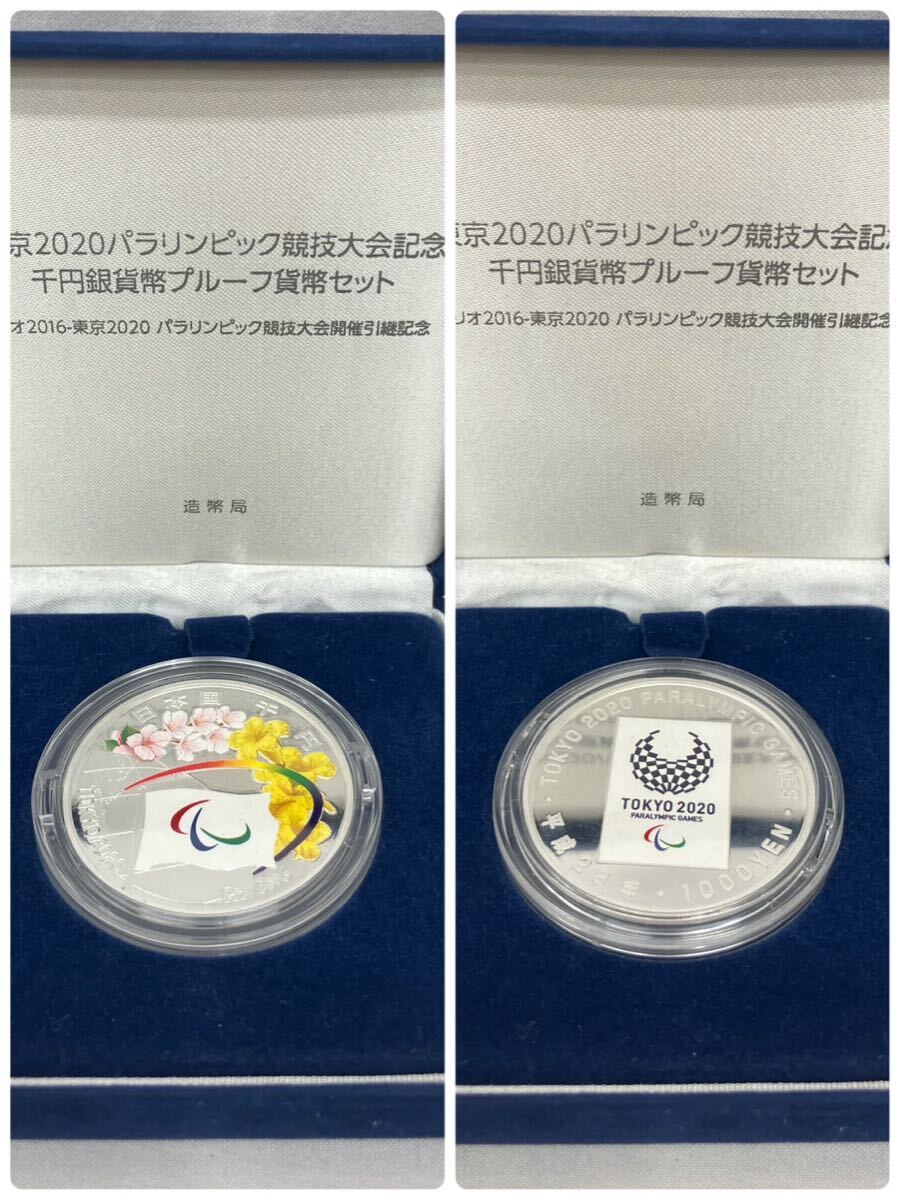 京2020パラリンピック競技大会記念
千円銀貨幣プルーフ貨幣セット
リオ2016-東京2020 パラリンピック競技大会開催引継記念
造幣局
日本国 千円
TOKYO 2020
京2020パラリンピック競技大会記念
千円銀貨幣プルーフ貨幣セット
リオ2016-東京2020 パラリンピック競技大会開催引継記念
造幣局
TOKYO 2020 PARALYMPIC GAMES
TOKYO 2020
PARALYMPIC GAMES
年・1000YEN